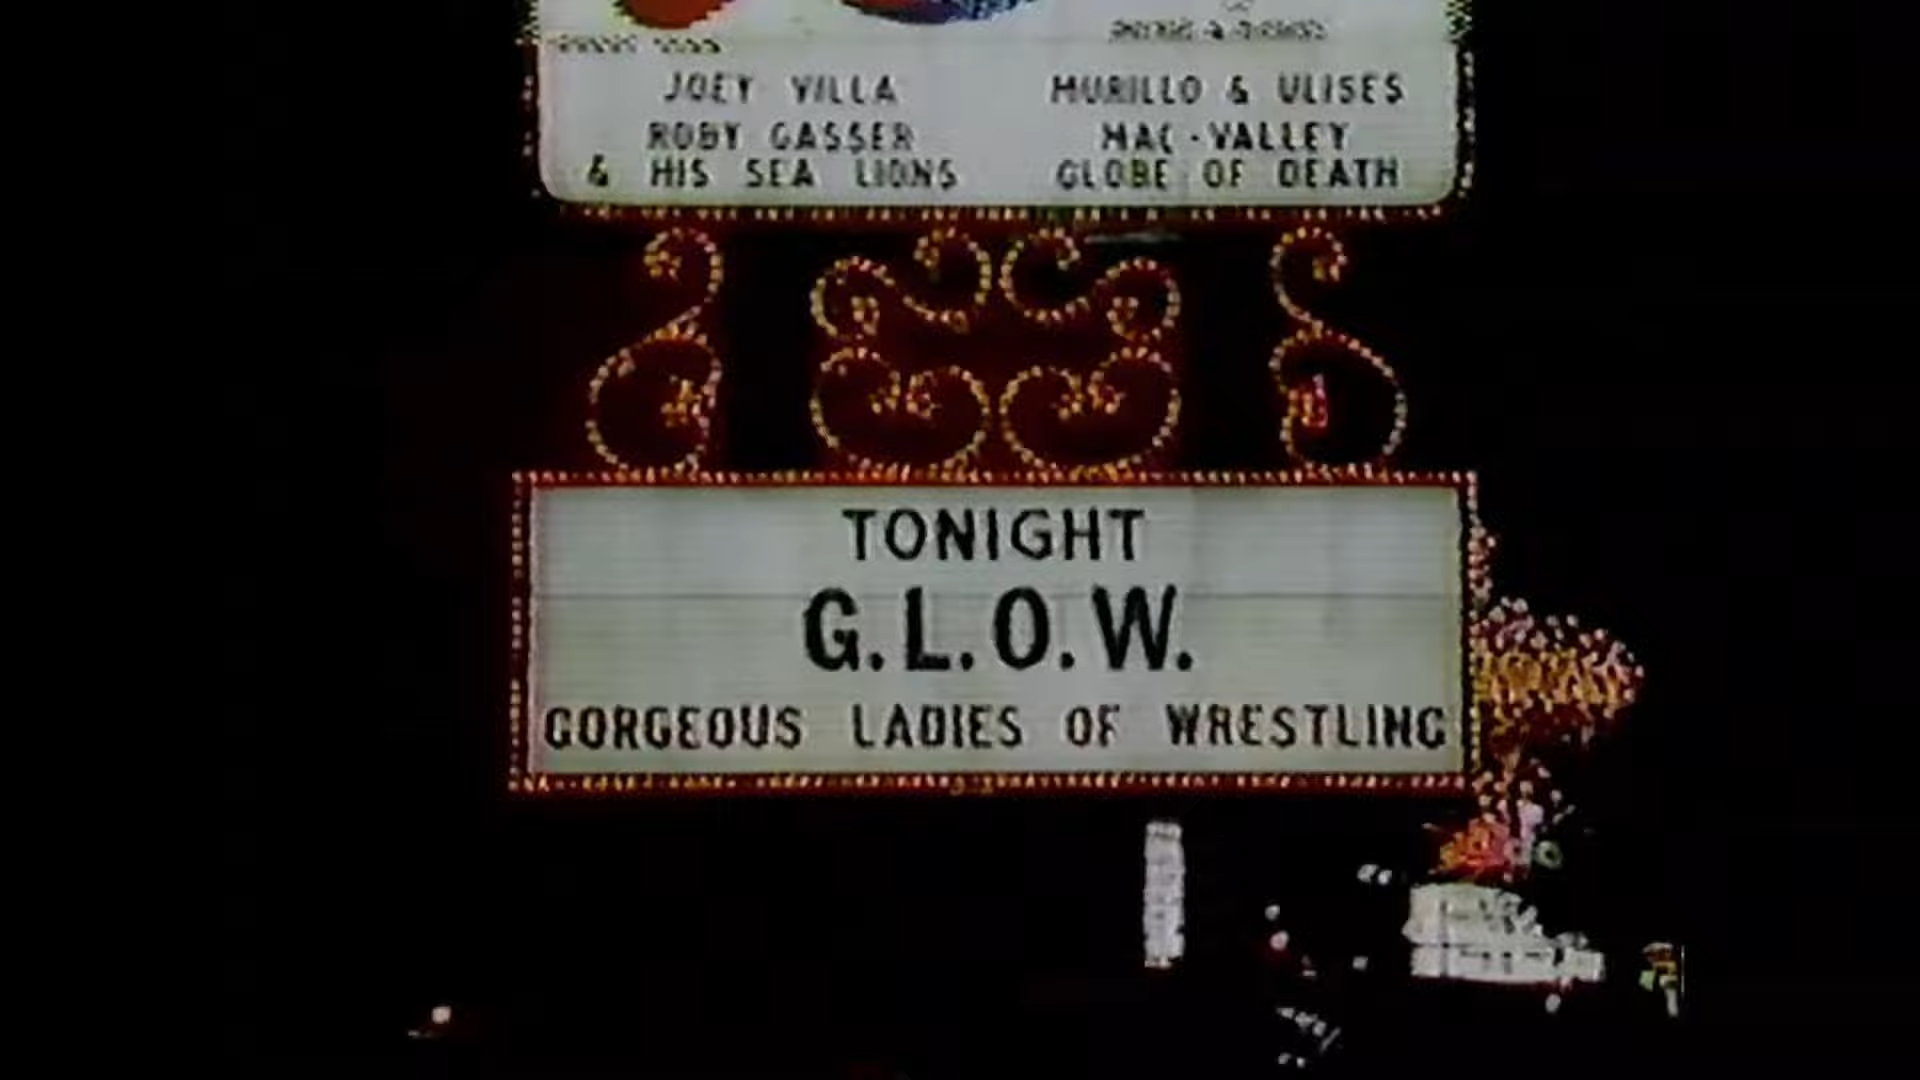 JOEY VILLA
ROBY GASSER
& HIS SEA LIONS
MURILLO & ULISES
MAC-VALLEY
GLOBE OF DEATH
TONIGHT
G.L.O.W.
GORGEOUS LADIES OF WRESTLING